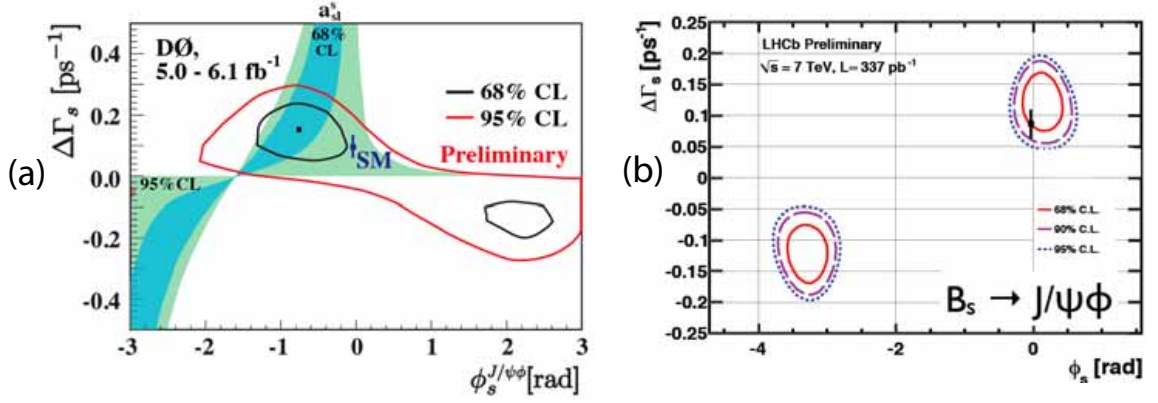 (a)
a^s_sl
68%
CL
DØ,
5.0 - 6.1 fb⁻¹
68% CL
95% CL
Preliminary
SM
95%CL
ΔΓ_s [ps⁻¹]
0.4
0.2
0.0
-0.2
-0.4
-3 -2 -1 0 1 2 3
ϕ_s^{J/ψϕ} [rad]
(b)
LHCb Preliminary
√s = 7 TeV, L= 337 pb⁻¹
ΔΓ_s [ps⁻¹]
0.25
0.2
0.15
0.1
0.05
0
-0.05
-0.1
-0.15
-0.2
-0.25
68% C.L.
90% C.L.
95% C.L.
B_s → J/ψϕ
-4 -2 0
ϕ_s [rad]